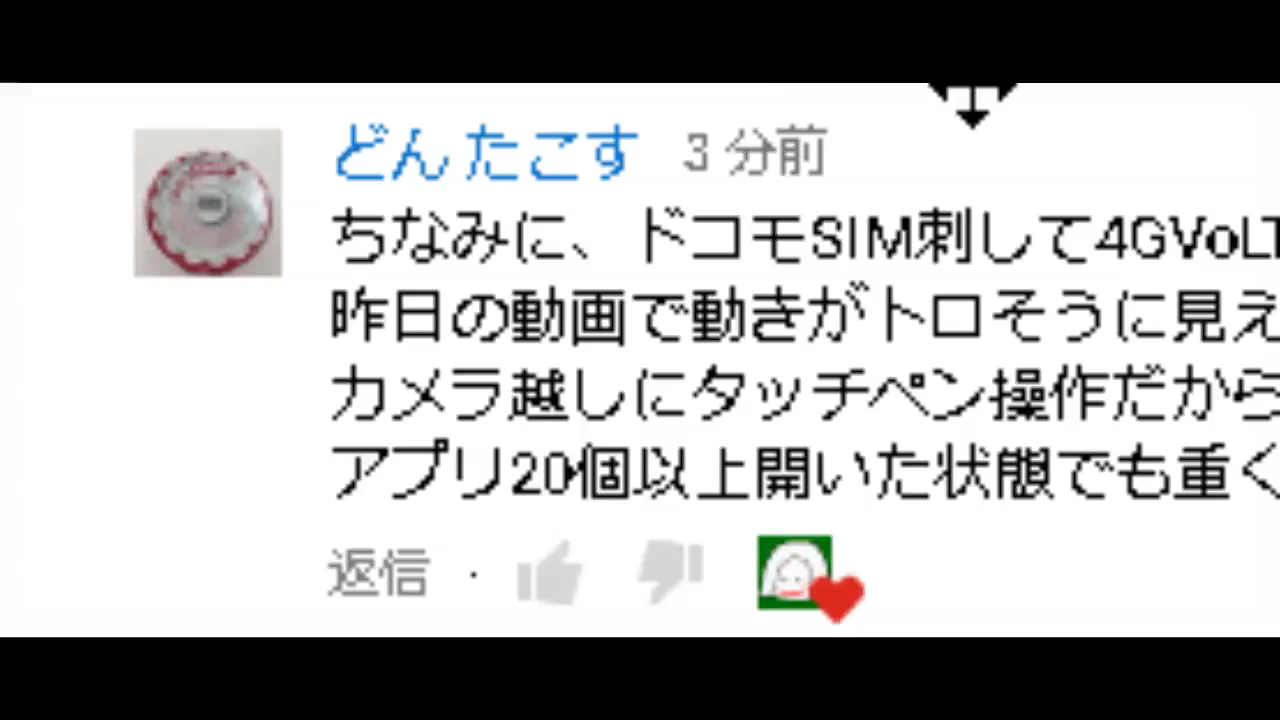 どんたこす 3 分前
ちなみに、ドコモSIM刺して4GVoLT
昨日の動画で動きがトロそうに見え
カメラ越しにタッチペン操作だから
アプリ20個以上開いた状態でも重く
返信 ·